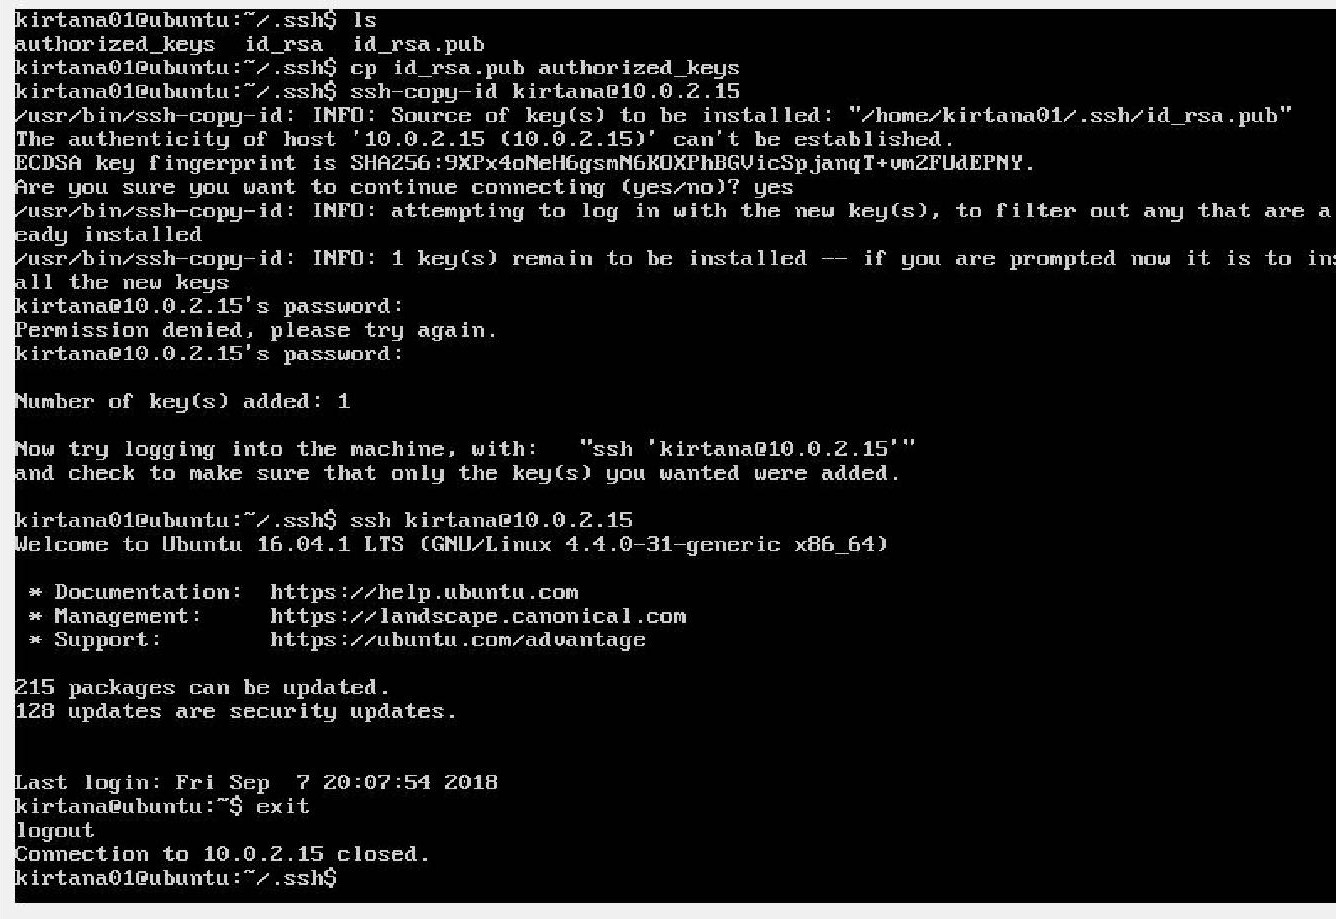 kirtana01@ubuntu:~/.ssh$ ls
authorized_keys  id_rsa  id_rsa.pub
kirtana01@ubuntu:~/.ssh$ cp id_rsa.pub authorized_keys
kirtana01@ubuntu:~/.ssh$ ssh-copy-id kirtana@10.0.2.15
/usr/bin/ssh-copy-id: INFO: Source of key(s) to be installed: "/home/kirtana01/.ssh/id_rsa.pub"
The authenticity of host '10.0.2.15 (10.0.2.15)' can't be established.
ECDSA key fingerprint is SHA256:9XPx4oNeH6gsmN6KOXPhBGVicSpjanqT+vm2FUdEPNY.
Are you sure you want to continue connecting (yes/no)? yes
/usr/bin/ssh-copy-id: INFO: attempting to log in with the new key(s), to filter out any that are a
eady installed
/usr/bin/ssh-copy-id: INFO: 1 key(s) remain to be installed -- if you are prompted now it is to ins
all the new keys
kirtana@10.0.2.15's password:
Permission denied, please try again.
kirtana@10.0.2.15's password:
Number of key(s) added: 1
Now try logging into the machine, with:   "ssh 'kirtana@10.0.2.15'"
and check to make sure that only the key(s) you wanted were added.
kirtana01@ubuntu:~/.ssh$ ssh kirtana@10.0.2.15
Welcome to Ubuntu 16.04.1 LTS (GNU/Linux 4.4.0-31-generic x86_64)
 * Documentation:  https://help.ubuntu.com
 * Management:     https://landscape.canonical.com
 * Support:        https://ubuntu.com/advantage
215 packages can be updated.
128 updates are security updates.
Last login: Fri Sep  7 20:07:54 2018
kirtana@ubuntu:~$ exit
logout
Connection to 10.0.2.15 closed.
kirtana01@ubuntu:~/.ssh$